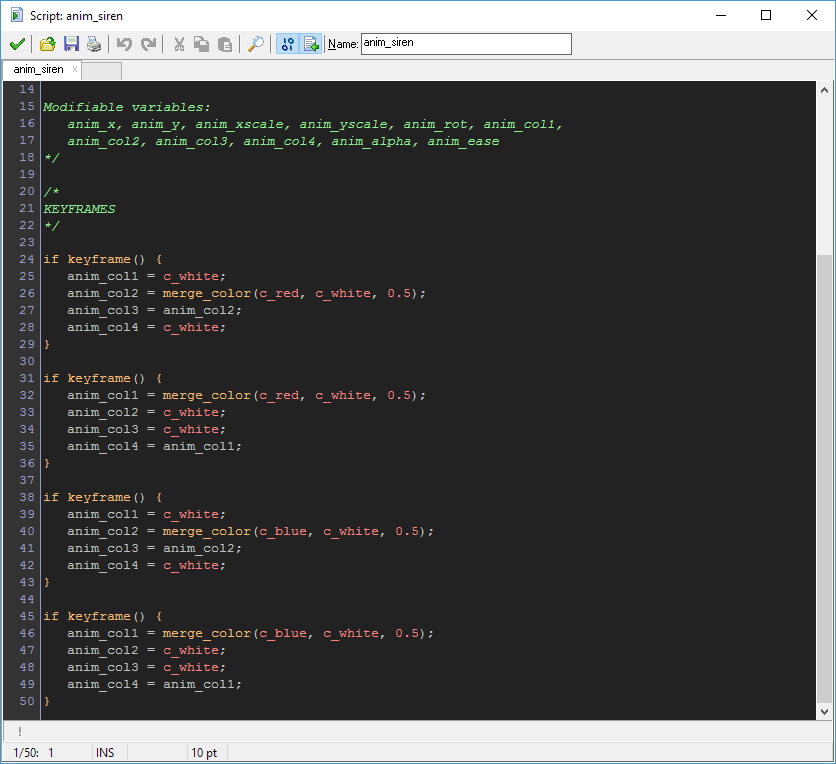 Script: anim_siren
Name: anim_siren
anim_siren x
14
15 Modifiable variables:
16 anim_x, anim_y, anim_xscale, anim_yscale, anim_rot, anim_col1,
17 anim_col2, anim_col3, anim_col4, anim_alpha, anim_ease
18 */
19
20 /*
21 KEYFRAMES
22 */
23
24 if keyframe() {
25 anim_col1 = c_white;
26 anim_col2 = merge_color(c_red, c_white, 0.5);
27 anim_col3 = anim_col2;
28 anim_col4 = c_white;
29 }
30
31 if keyframe() {
32 anim_col1 = merge_color(c_red, c_white, 0.5);
33 anim_col2 = c_white;
34 anim_col3 = c_white;
35 anim_col4 = anim_col1;
36 }
37
38 if keyframe() {
39 anim_col1 = c_white;
40 anim_col2 = merge_color(c_blue, c_white, 0.5);
41 anim_col3 = anim_col2;
42 anim_col4 = c_white;
43 }
44
45 if keyframe() {
46 anim_col1 = merge_color(c_blue, c_white, 0.5);
47 anim_col2 = c_white;
48 anim_col3 = c_white;
49 anim_col4 = anim_col1;
50 }
!
1/50: 1 INS 10 pt